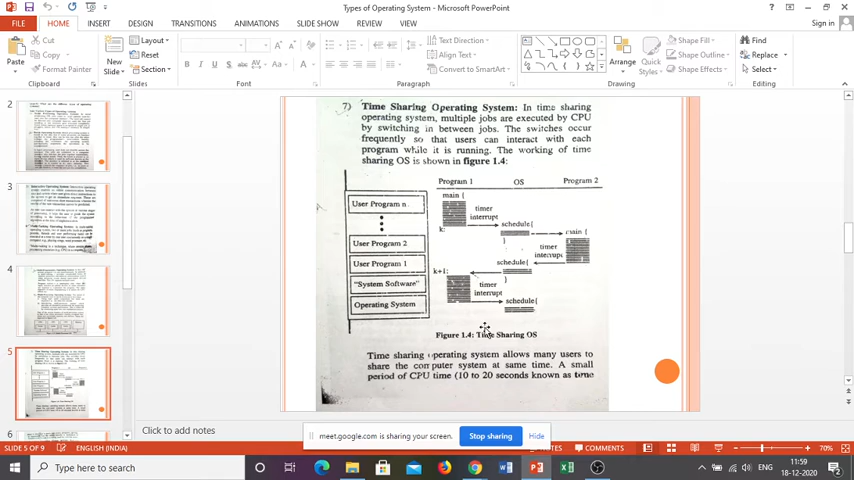 Types of Operating System - PowerPoint
FILE
HOME
INSERT
DESIGN
TRANSITIONS
ANIMATIONS
SLIDE SHOW
REVIEW
VIEW
Sign in
Cut
Copy
Format Painter
Paste
Clipboard
New
Slide
Layout
Reset
Section
Slides
Font
Text Direction
Align Text
Convert to SmartArt
Paragraph
Arrange
Quick
Styles
Shape Fill
Shape Outline
Shape Effects
Drawing
Find
Replace
Select
Editing
2
3
4
5
6
7) Time Sharing Operating System: In time sharing
operating system, multiple jobs are executed by CPU
by switching in between jobs. The switches occur
frequently so that users can interact with each
program while it is running. The working of time
sharing OS is shown in figure 1.4:
Program 1 OS Program 2
User Program n
User Program 2
User Program 1
"System Software"
Operating System
main {
timer
interrupt
k:
schedule{
}
main {
timer
interrupt
schedule{
}
k+1:
timer
interrupt
schedule{
Figure 1.4: Time Sharing OS
Time sharing operating system allows many users to
share the computer system at same time. A small
period of CPU time (10 to 20 seconds known as time
Click to add notes
meet.google.com is sharing your screen.
Stop sharing
Hide
SLIDE 5 OF 9
ENGLISH (INDIA)
NOTES
COMMENTS
70%
Type here to search
ENG
11:59
18-12-2020